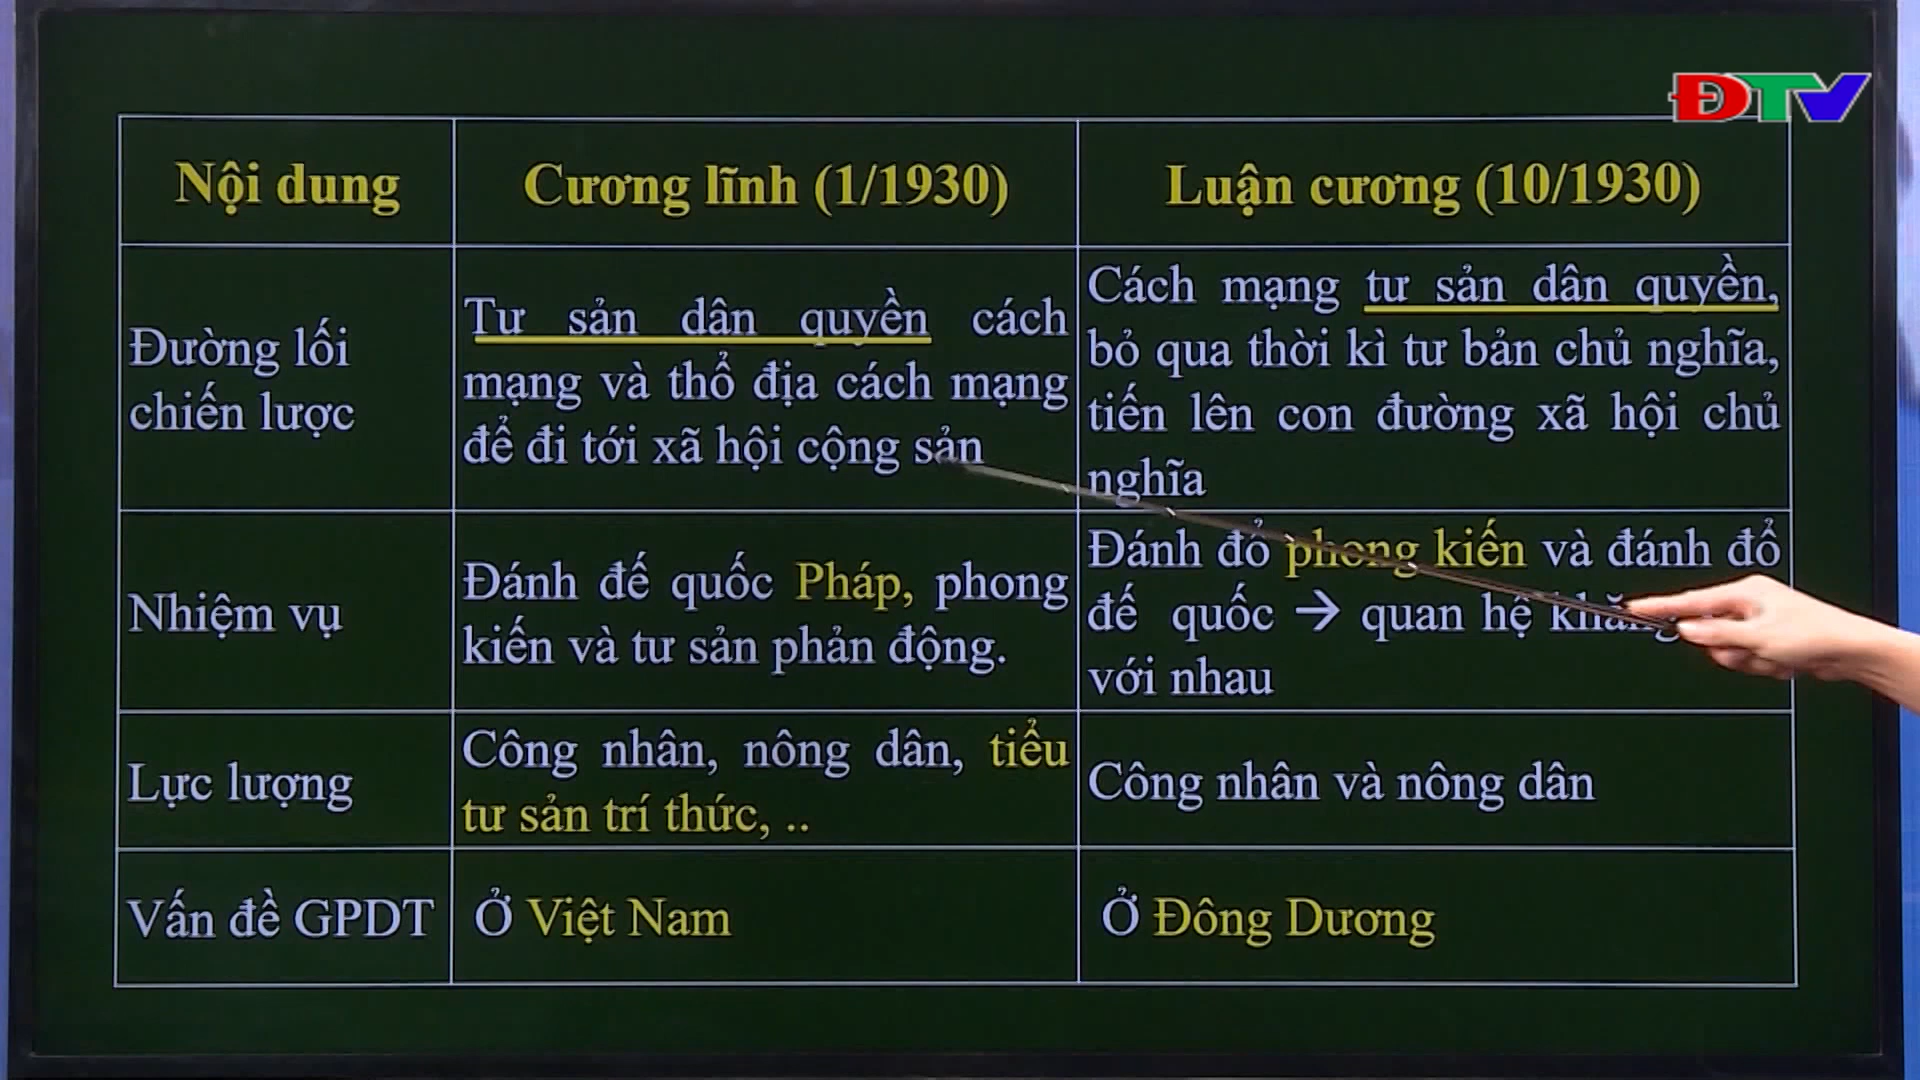 ĐTV
Nội dung
Cương lĩnh (1/1930)
Luận cương (10/1930)
Đường lối
chiến lược
Tư sản dân quyền cách
mạng và thổ địa cách mạng
để đi tới xã hội cộng sản
Cách mạng tư sản dân quyền,
bỏ qua thời kì tư bản chủ nghĩa,
tiến lên con đường xã hội chủ
nghĩa
Nhiệm vụ
Đánh đế quốc Pháp, phong
kiến và tư sản phản động.
Đánh đỏ phong kiến và đánh đổ
đế quốc → quan hệ
với nhau
Lực lượng
Công nhân, nông dân, tiểu
tư sản trí thức, ..
Công nhân và nông dân
Vấn đề GPDT
Ở Việt Nam
Ở Đông Dương